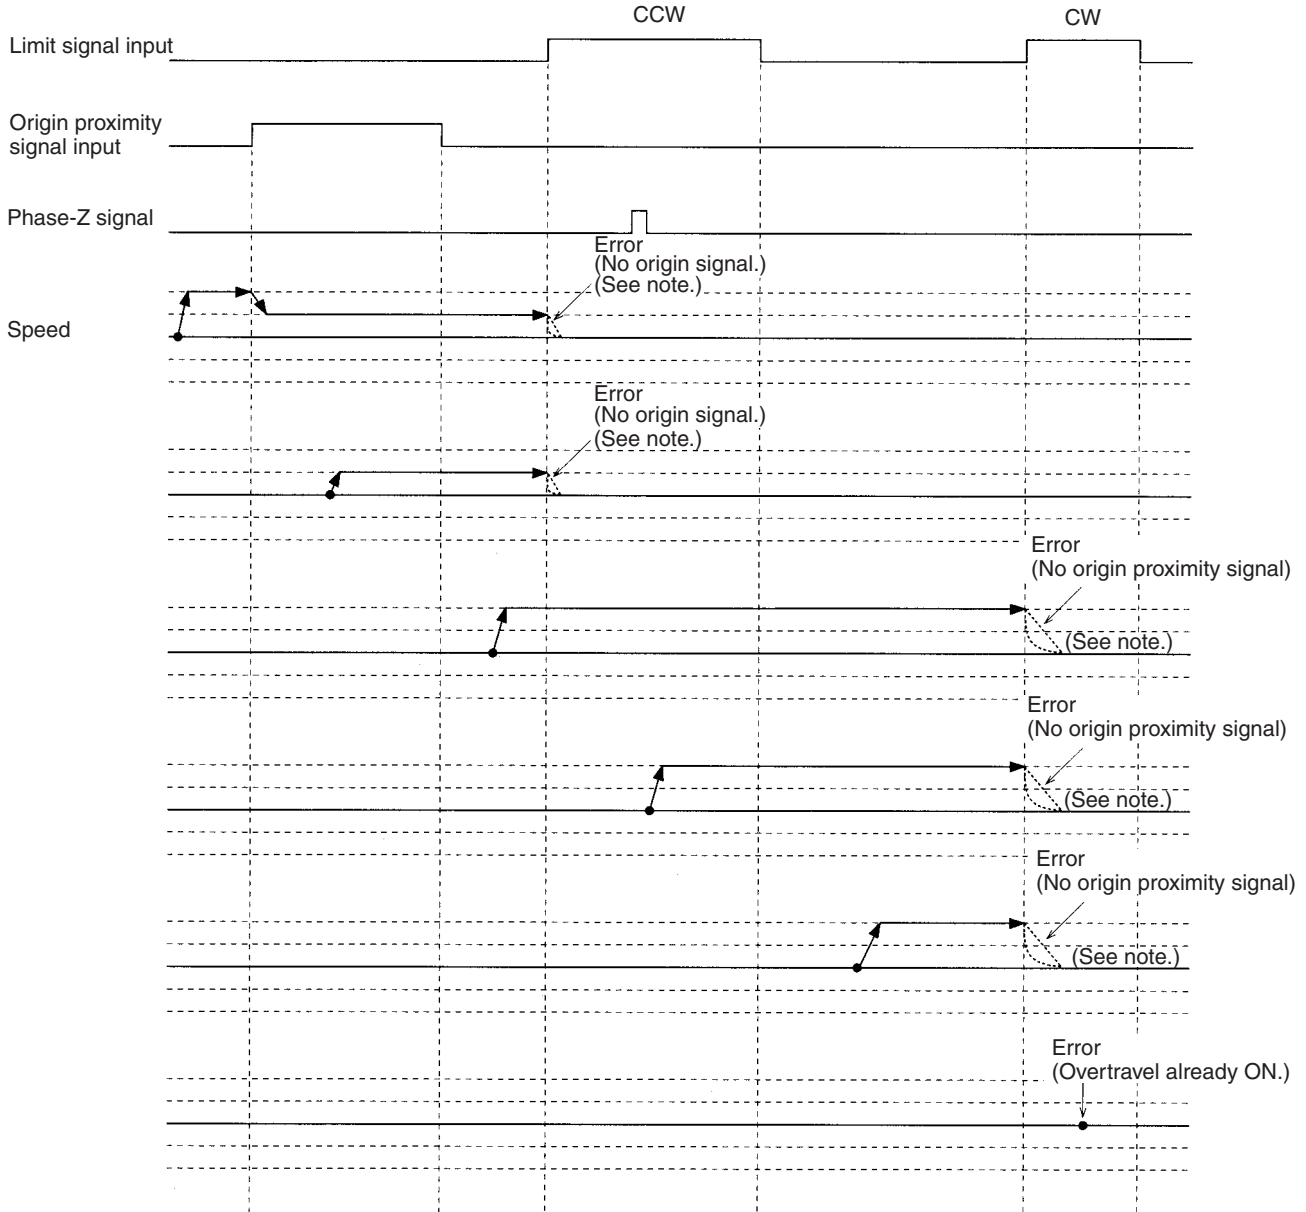 CCW
CW
Limit signal input
Origin proximity
signal input
Phase-Z signal
Error
(No origin signal.)
(See note.)
Speed
Error
(No origin signal.)
(See note.)
Error
(No origin proximity signal)
(See note.)
Error
(No origin proximity signal)
(See note.)
Error
(No origin proximity signal)
(See note.)
Error
(Overtravel already ON.)